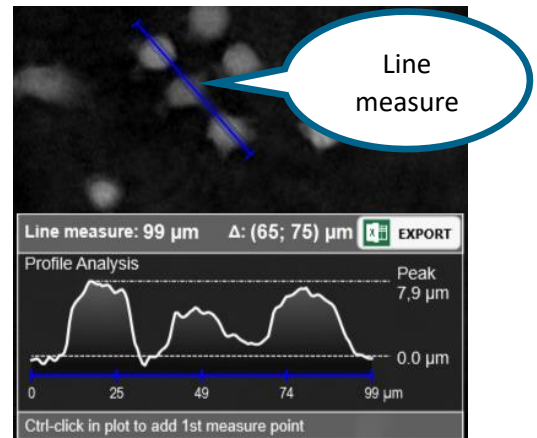 Line
measure
Line measure: 99 µm Δ: (65; 75) µm EXPORT
Profile Analysis
Peak
7,9 µm
0.0 µm
0 25 49 74 99 µm
Ctrl-click in plot to add 1st measure point